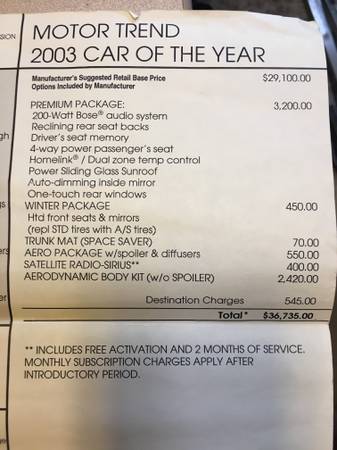 SION
MOTOR TREND
2003 CAR OF THE YEAR
Manufacturer's Suggested Retail Base Price $29,100.00
Options Included by Manufacturer
PREMIUM PACKAGE: 3,200.00
200-Watt Bose® audio system
Reclining rear seat backs
Driver's seat memory
4-way power passenger's seat
Homelink® / Dual zone temp control
Power Sliding Glass Sunroof
Auto-dimming inside mirror
One-touch rear windows
WINTER PACKAGE 450.00
Htd front seats & mirrors
(repl STD tires with A/S tires)
TRUNK MAT (SPACE SAVER) 70.00
AERO PACKAGE w/spoiler & diffusers 550.00
SATELLITE RADIO-SIRIUS** 400.00
AERODYNAMIC BODY KIT (w/o SPOILER) 2,420.00
Destination Charges 545.00
Total* $36,735.00
** INCLUDES FREE ACTIVATION AND 2 MONTHS OF SERVICE.
MONTHLY SUBSCRIPTION CHARGES APPLY AFTER
INTRODUCTORY PERIOD.